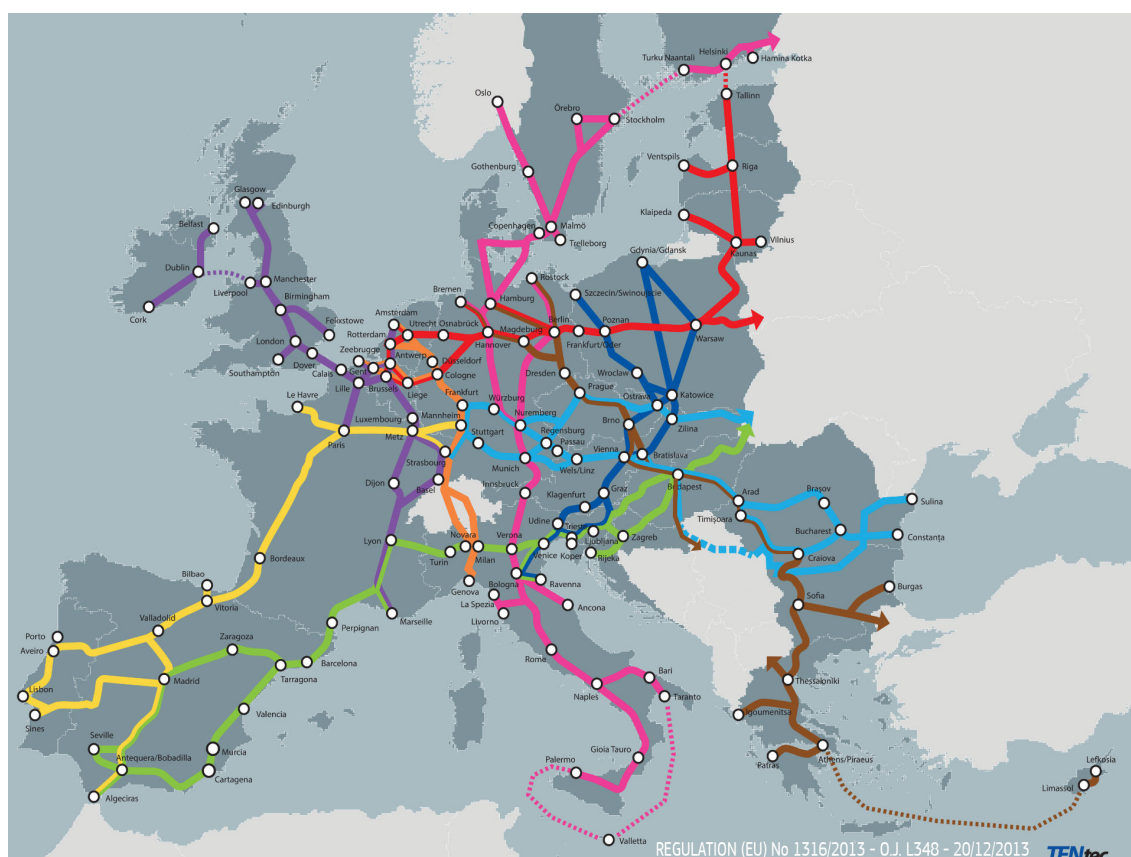 Turku Naantali
Helsinki
Hamina Kotka
Oslo
Örebro
Stockholm
Tallinn
Gothenburg
Ventspils
Riga
Glasgow
Edinburgh
Klaipeda
Belfast
Copenhagen
Malmö
Trelleborg
Vilnius
Kaunas
Gdynia/Gdansk
Dublin
Manchester
Liverpool
Rostock
Bremen
Hamburg
Szczecin/Swinoujscie
Cork
Birmingham
Felixstowe
Amsterdam
Utrecht
Osnabrück
Rotterdam
Magdeburg
Berlin
Poznan
Warsaw
Hannover
Frankfurt/Oder
London
Zeebrugge
Antwerp
Düsseldorf
Southampton
Dover
Calais
Gent
Cologne
Dresden
Wroclaw
Lille
Brussels
Liege
Prague
Katowice
Ostrava
Le Havre
Frankfurt
Würzburg
Luxembourg
Mannheim
Nuremberg
Brno
Zilina
Paris
Metz
Stuttgart
Regensburg
Passau
Strasbourg
Munich
Wels/Linz
Vienna
Bratislava
Dijon
Basel
Innsbruck
Budapest
Klagenfurt
Graz
Arad
Braşov
Sulina
Timişoara
Udine
Trieste
Lyon
Novara
Verona
Ljubljana
Zagreb
Bucharest
Constanţa
Turin
Milan
Venice
Koper
Rijeka
Craiova
Bordeaux
Bilbao
Genova
Bologna
Ravenna
Vitoria
La Spezia
Ancona
Sofia
Burgas
Marseille
Livorno
Valladolid
Perpignan
Porto
Aveiro
Zaragoza
Rome
Barcelona
Tarragona
Madrid
Bari
Naples
Taranto
Thessaloniki
Lisbon
Sines
Valencia
Igoumenitsa
Seville
Murcia
Gioia Tauro
Antequera/Bobadilla
Cartagena
Palermo
Patras
Athens/Piraeus
Lefkosia
Limassol
Algeciras
Valletta
REGULATION (EU) No 1316/2013 - O.J. L348 - 20/12/2013
TENtec